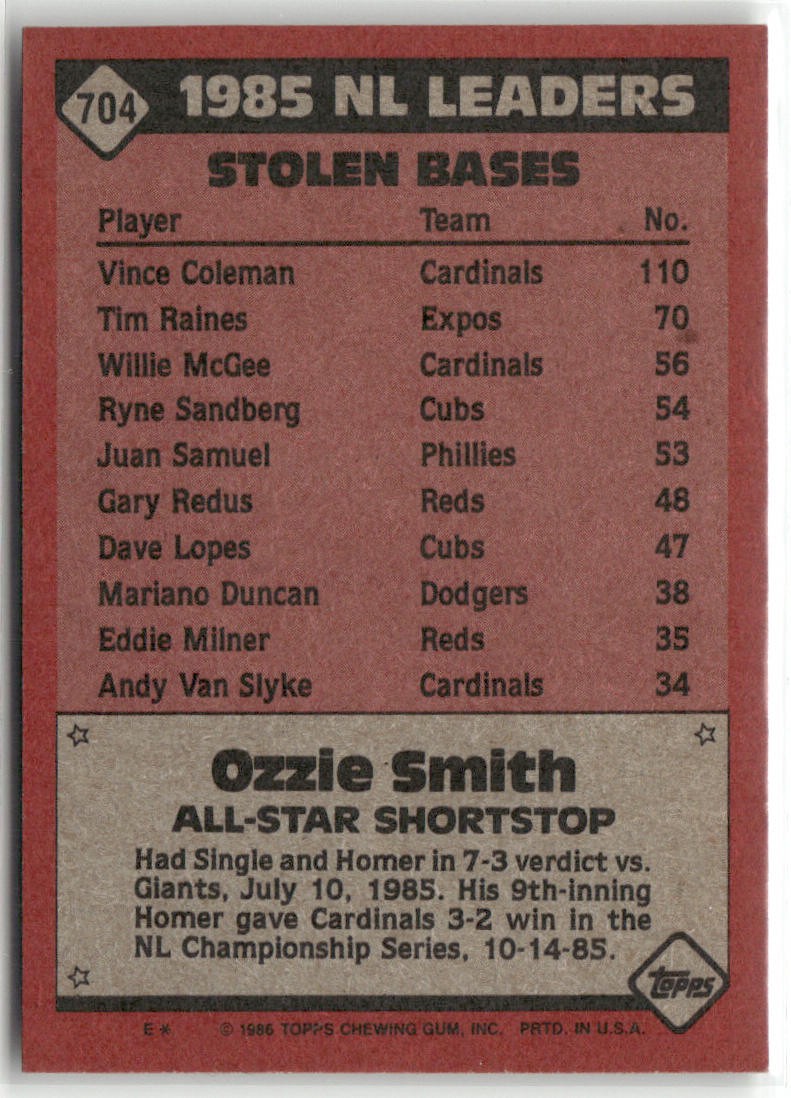 704
1985 NL LEADERS
STOLEN BASES
Player Team No.
Vince Coleman Cardinals 110
Tim Raines Expos 70
Willie McGee Cardinals 56
Ryne Sandberg Cubs 54
Juan Samuel Phillies 53
Gary Redus Reds 48
Dave Lopes Cubs 47
Mariano Duncan Dodgers 38
Eddie Milner Reds 35
Andy Van Slyke Cardinals 34
Ozzie Smith
ALL-STAR SHORTSTOP
Had Single and Homer in 7-3 verdict vs.
Giants, July 10, 1985. His 9th-inning
Homer gave Cardinals 3-2 win in the
NL Championship Series, 10-14-85.
topps
E* © 1986 TOPPS CHEWING GUM, INC. PRTD. IN U.S.A.